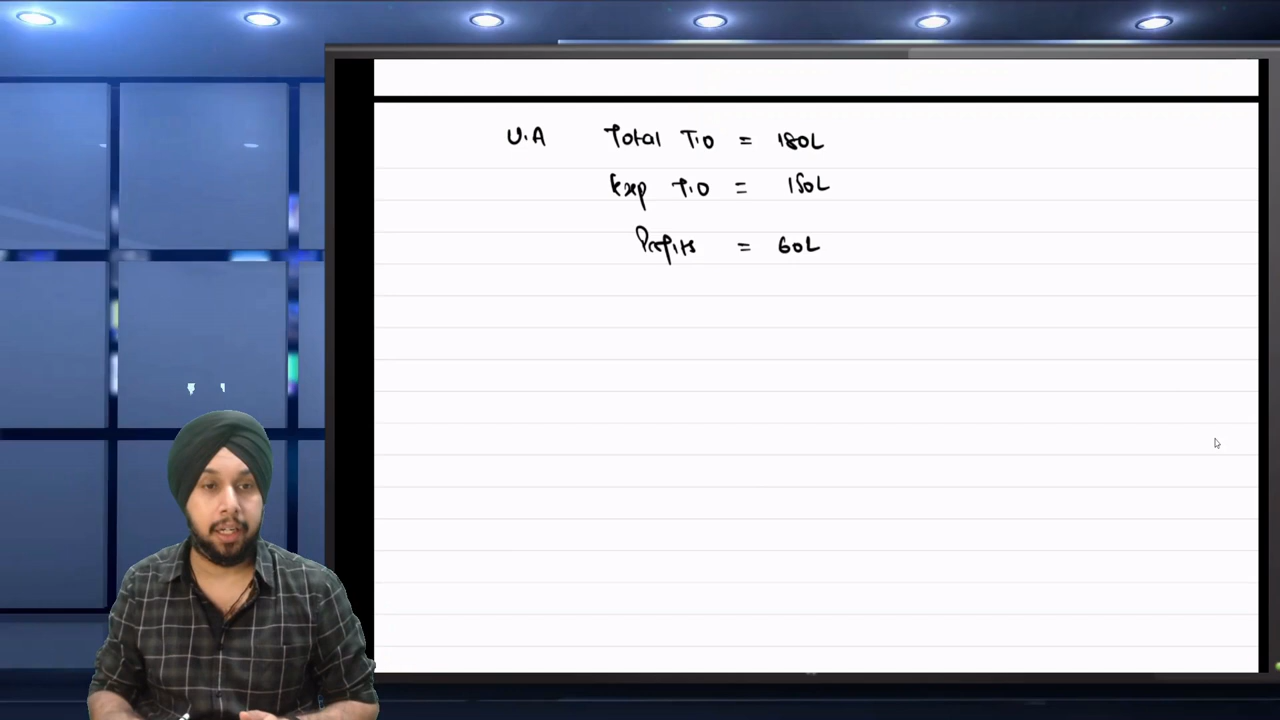 U.A Total T.O = 180L
Exp T.O = 150L
Profits = 60L